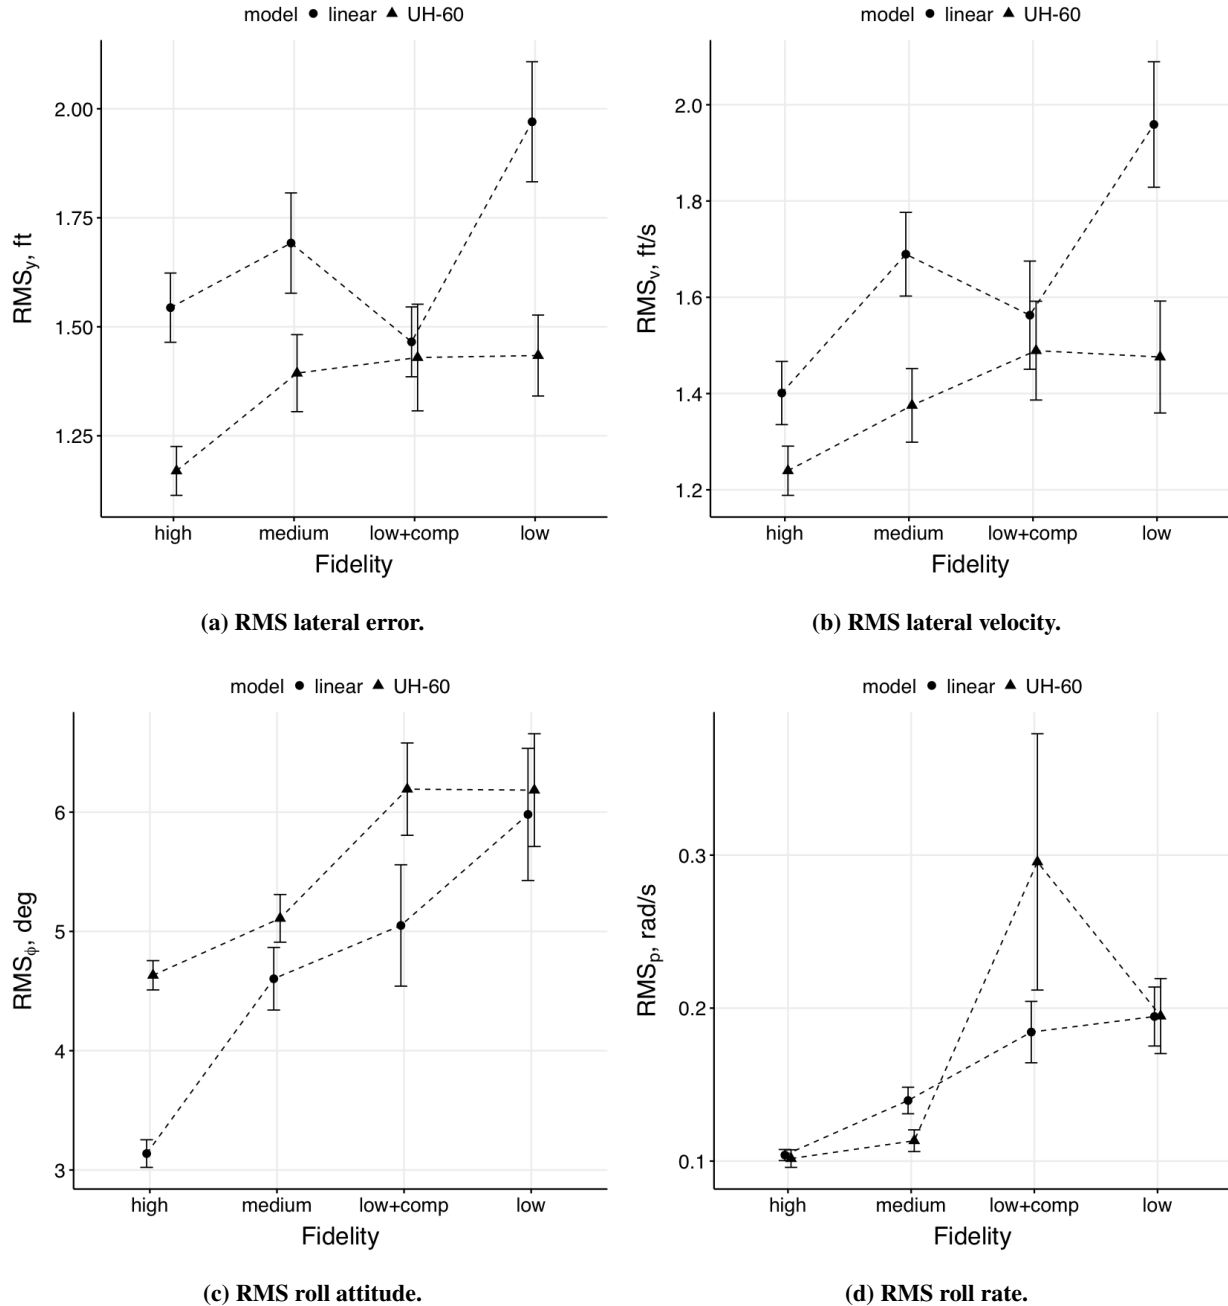 model ● linear ▲ UH-60
2.00
1.75
1.50
1.25
RMSy, ft
high medium low+comp low
Fidelity
(a) RMS lateral error.
model ● linear ▲ UH-60
2.0
1.8
1.6
1.4
1.2
RMSv, ft/s
high medium low+comp low
Fidelity
(b) RMS lateral velocity.
model ● linear ▲ UH-60
6
5
4
3
RMSϕ, deg
high medium low+comp low
Fidelity
(c) RMS roll attitude.
model ● linear ▲ UH-60
0.3
0.2
0.1
RMSp, rad/s
high medium low+comp low
Fidelity
(d) RMS roll rate.